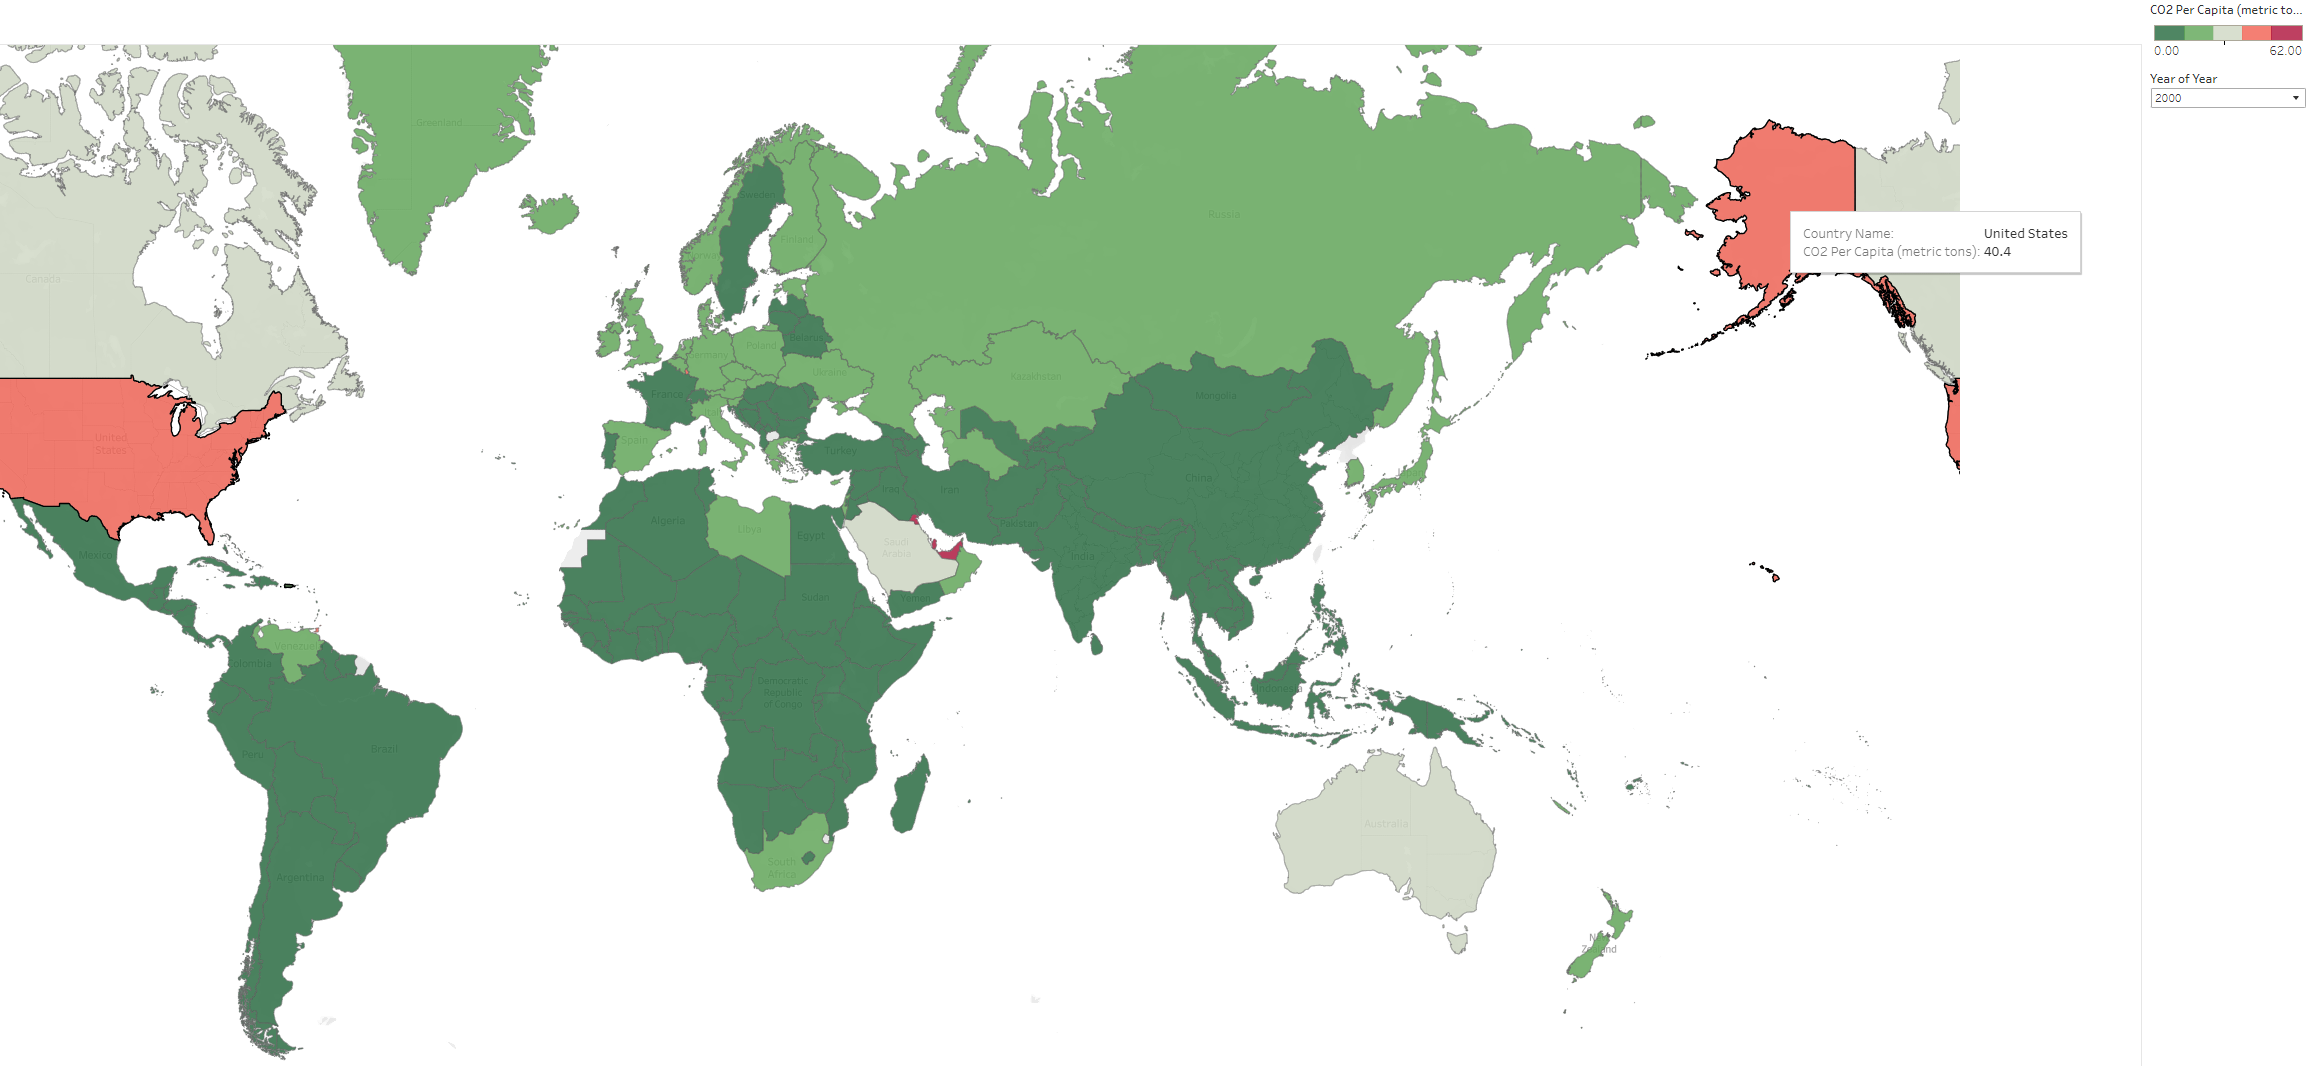 CO2 Per Capita (metric to...
0.00
62.00
Year of Year
2000
Greenland
Sweden
Russia
Finland
Norway
Country Name: United States
CO2 Per Capita (metric tons): 40.4
Canada
Belarus
Poland
Germany
Ukraine
Kazakhstan
France
Mongolia
United
States
Spain
Turkey
China
Iraq
Iran
Algeria
Libya
Egypt
Saudi
Arabia
Pakistan
Mexico
India
Sudan
Yemen
Venezuela
Colombia
Democratic
Republic
of Congo
Indonesia
Brazil
Peru
Australia
South
Africa
Argentina
New
Zealand